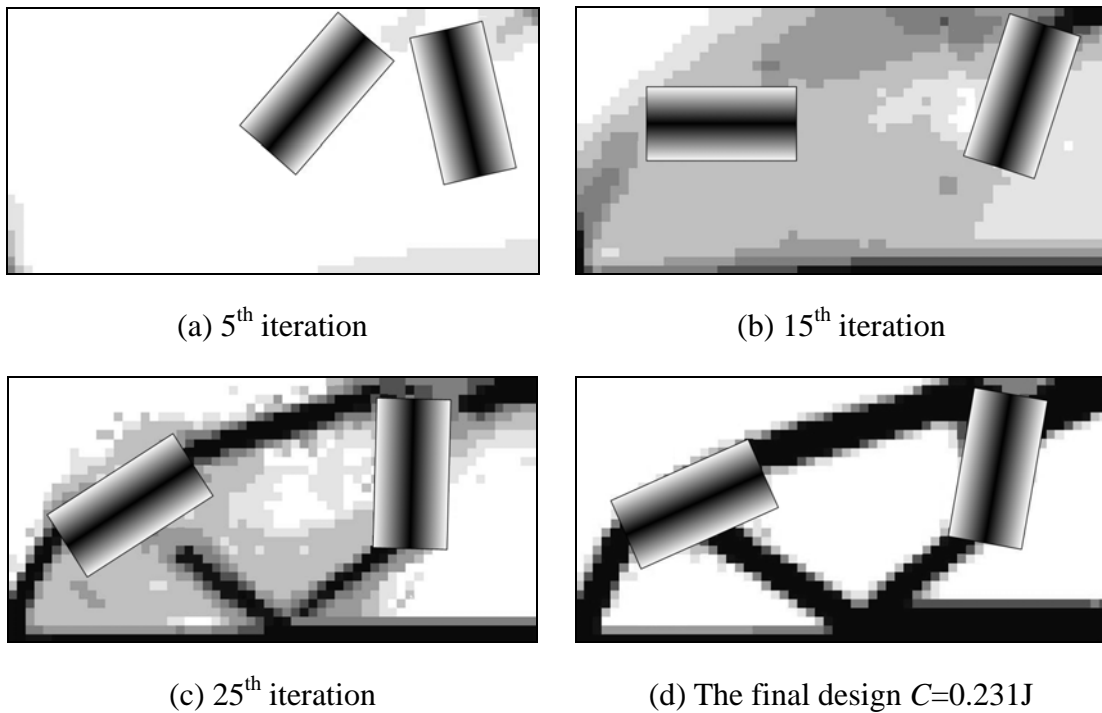 (a) 5th iteration
(b) 15th iteration
(c) 25th iteration
(d) The final design C=0.231J